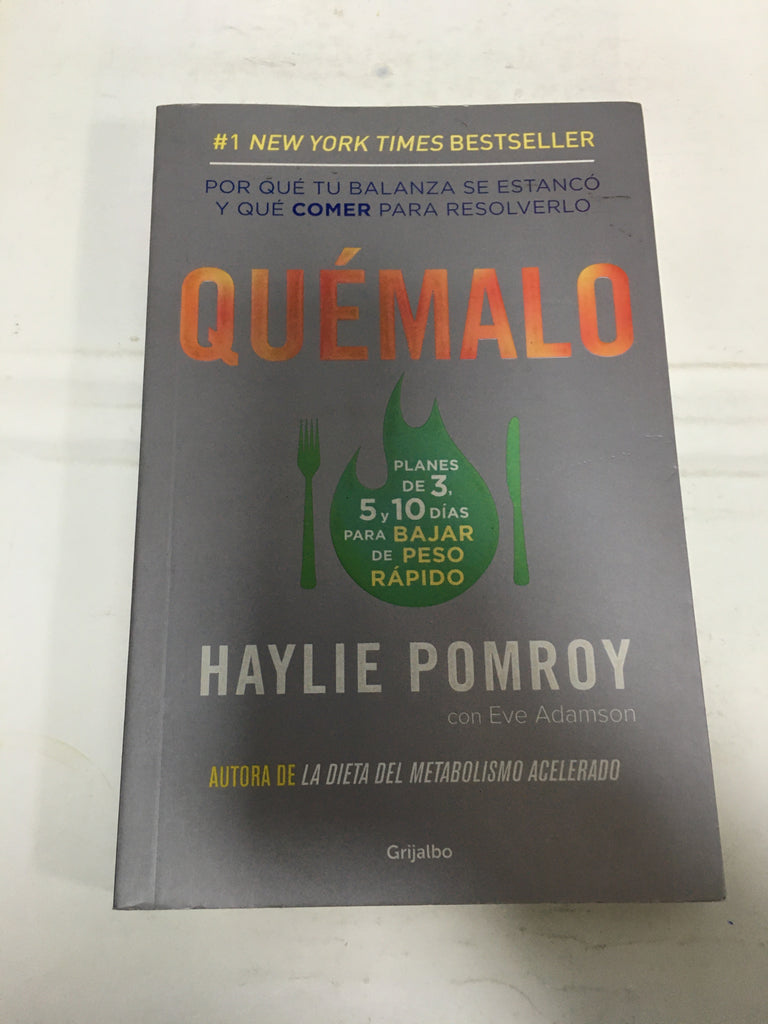 #1 NEW YORK TIMES BESTSELLER
POR QUÉ TU BALANZA SE ESTANCÓ
Y QUÉ COMER PARA RESOLVERLO
QUÉMALO
PLANES
DE 3,
5 y 10 DÍAS
PARA BAJAR
DE PESO
RÁPIDO
HAYLIE POMROY
con Eve Adamson
AUTORA DE LA DIETA DEL METABOLISMO ACELERADO
Grijalbo